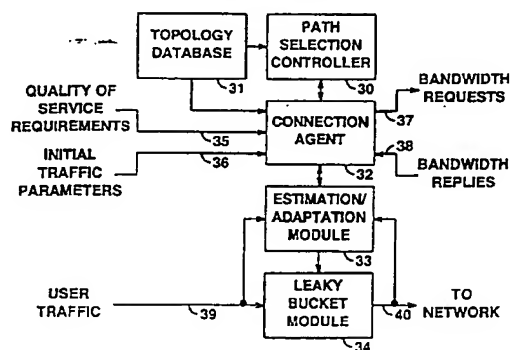 TOPOLOGY
DATABASE
31
PATH
SELECTION
CONTROLLER
30
QUALITY OF
SERVICE
REQUIREMENTS
35
INITIAL
TRAFFIC
PARAMETERS
36
CONNECTION
AGENT
32
BANDWIDTH
REQUESTS
37
38
BANDWIDTH
REPLIES
ESTIMATION/
ADAPTATION
MODULE
33
USER
TRAFFIC
39
LEAKY
BUCKET
MODULE
34
40
TO
NETWORK